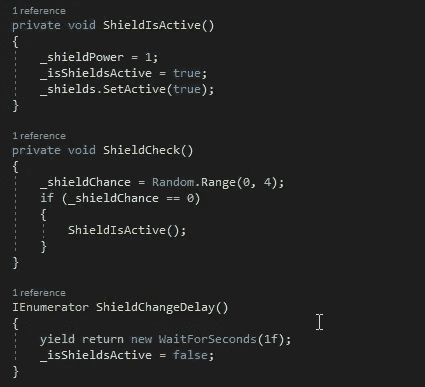 1 reference
private void ShieldIsActive()
{
_shieldPower = 1;
_isShieldsActive = true;
_shields.SetActive(true);
}
1 reference
private void ShieldCheck()
{
_shieldChance = Random.Range(0, 4);
if (_shieldChance == 0)
{
ShieldIsActive();
}
}
1 reference
IEnumerator ShieldChangeDelay()
{
yield return new WaitForSeconds(1f);
_isShieldsActive = false;
}